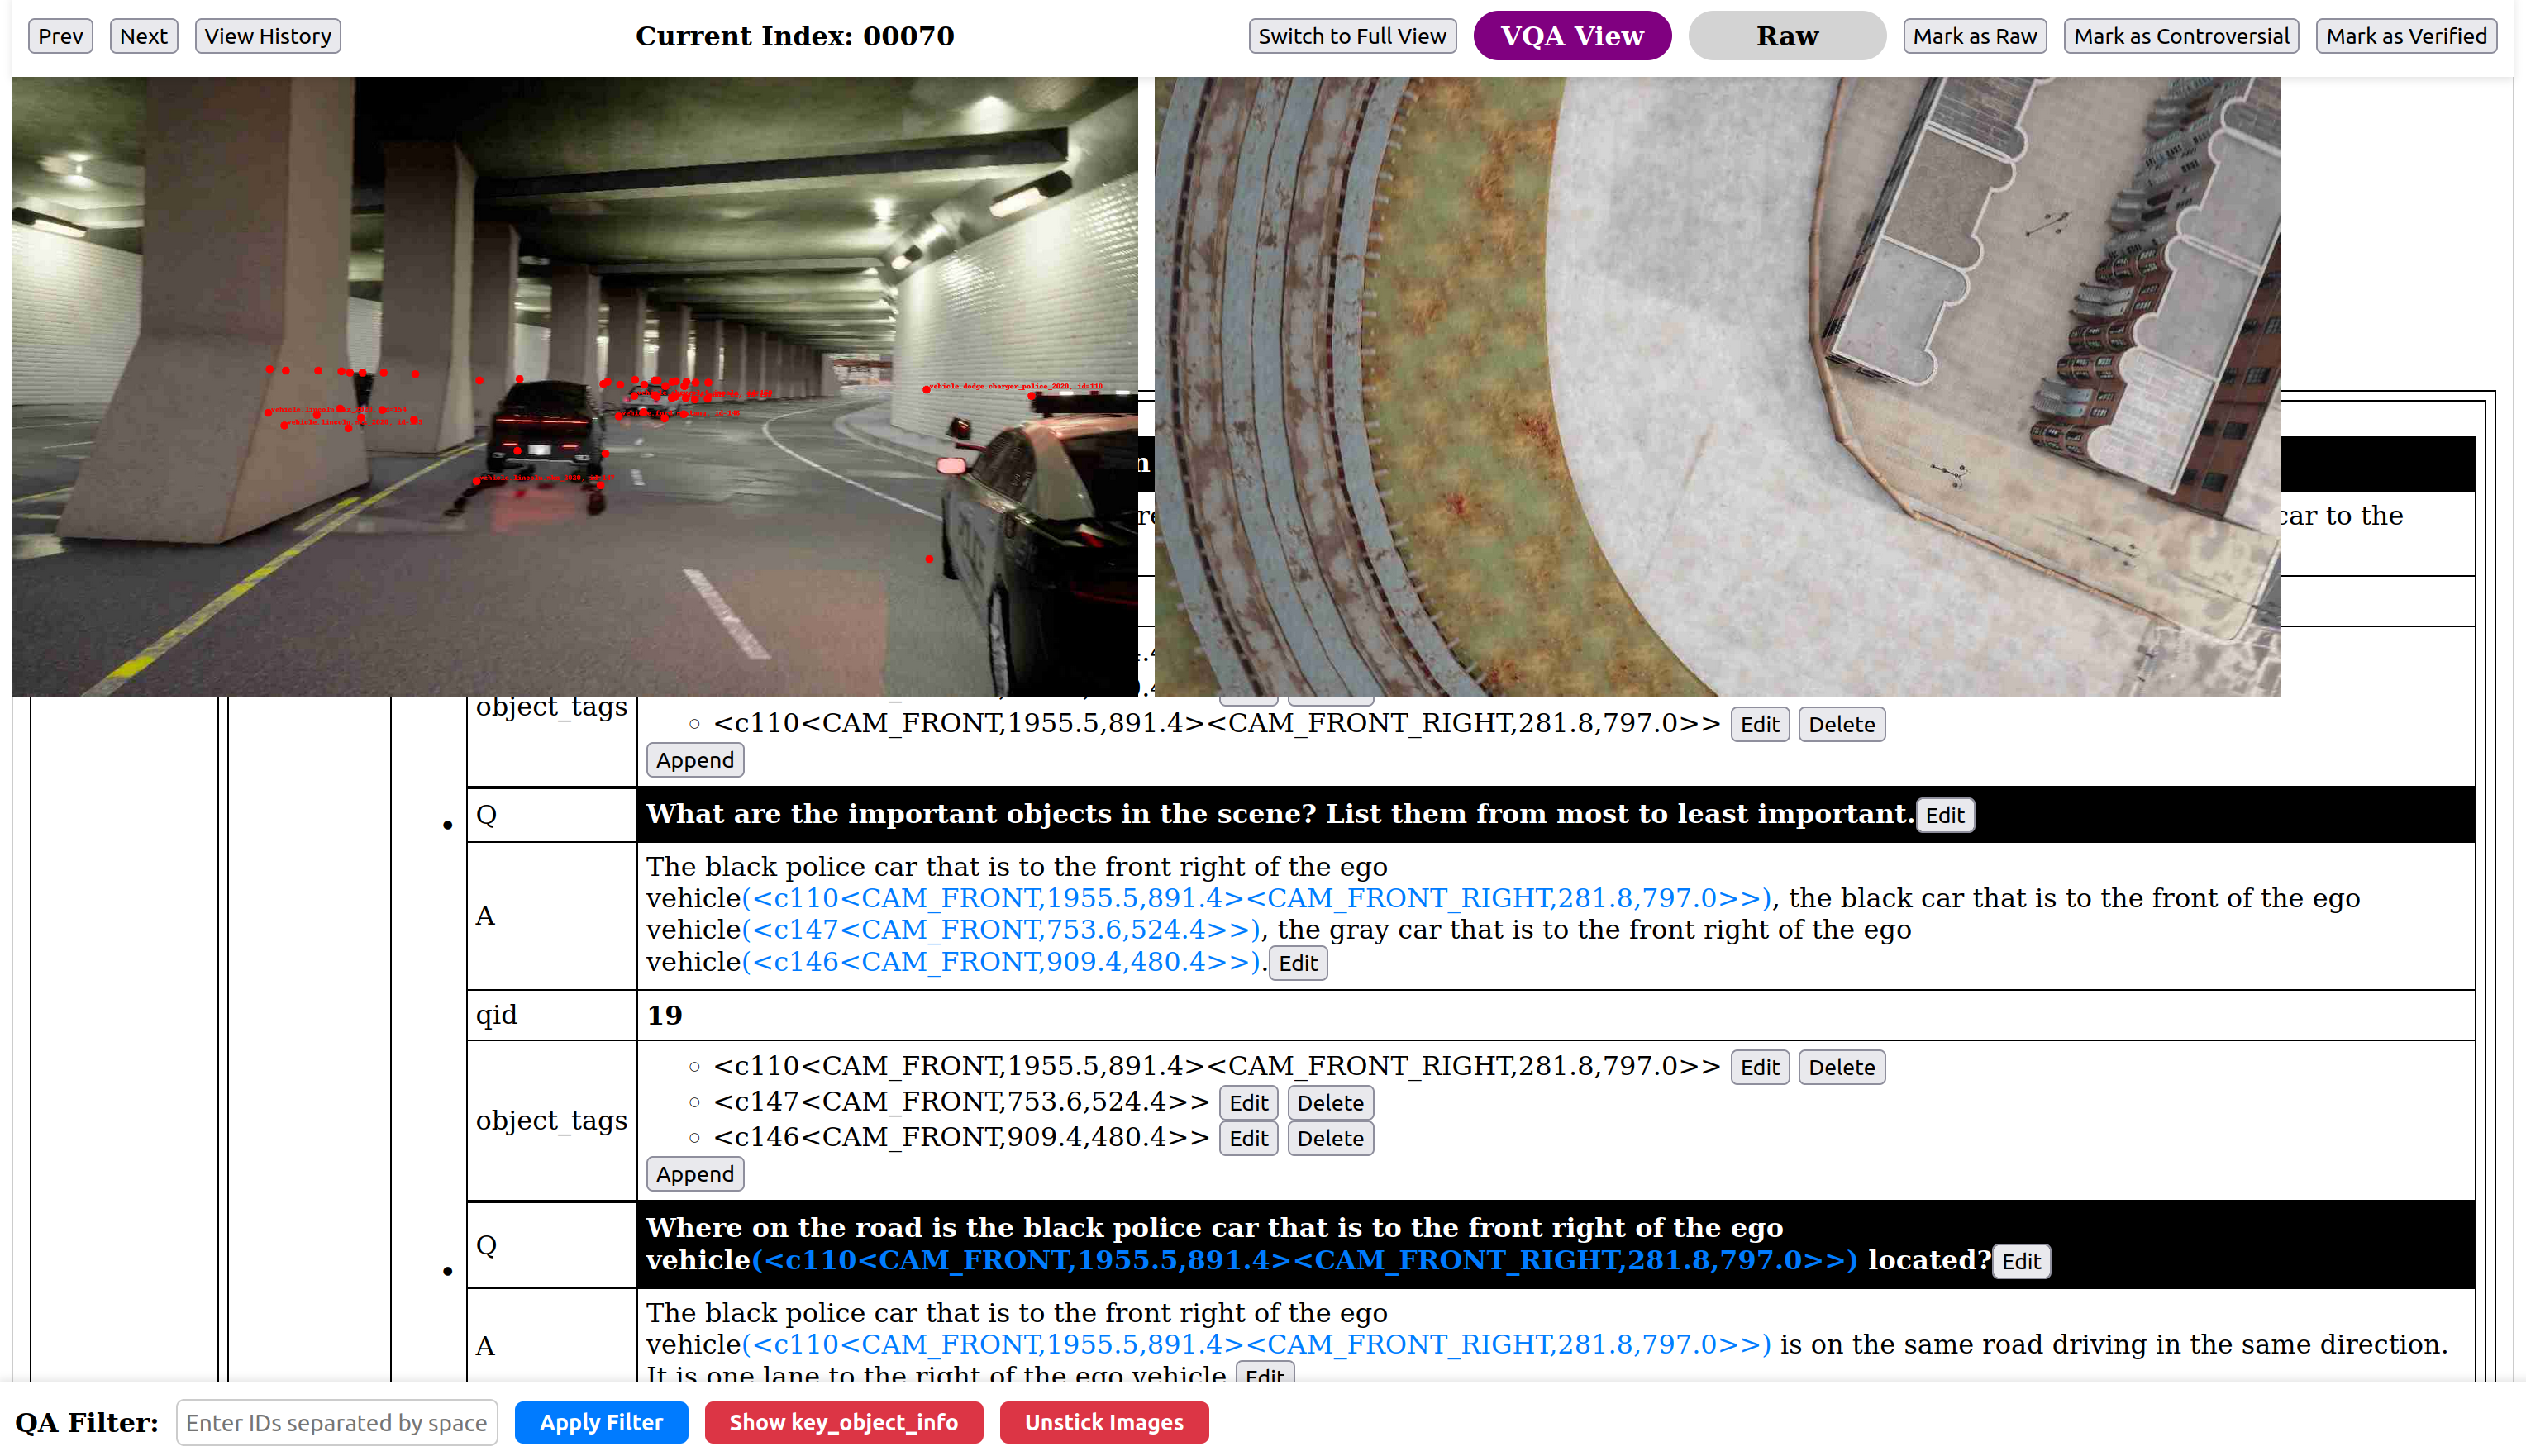 Prev Next View History Current Index: 00070 Switch to Full View VQA View Raw Mark as Raw Mark as Controversial Mark as Verified
vehicle.dodge.charger_police_2020, id=110
car to the
object_tags
<c110<CAM_FRONT,1955.5,891.4><CAM_FRONT_RIGHT,281.8,797.0>> Edit Delete
Append
Q What are the important objects in the scene? List them from most to least important. Edit
A The black police car that is to the front right of the ego
vehicle(<c110<CAM_FRONT,1955.5,891.4><CAM_FRONT_RIGHT,281.8,797.0>>), the black car that is to the front of the ego
vehicle(<c147<CAM_FRONT,753.6,524.4>>), the gray car that is to the front right of the ego
vehicle(<c146<CAM_FRONT,909.4,480.4>>). Edit
qid 19
object_tags
<c110<CAM_FRONT,1955.5,891.4><CAM_FRONT_RIGHT,281.8,797.0>> Edit Delete
<c147<CAM_FRONT,753.6,524.4>> Edit Delete
<c146<CAM_FRONT,909.4,480.4>> Edit Delete
Append
Q Where on the road is the black police car that is to the front right of the ego
vehicle(<c110<CAM_FRONT,1955.5,891.4><CAM_FRONT_RIGHT,281.8,797.0>>) located? Edit
A The black police car that is to the front right of the ego
vehicle(<c110<CAM_FRONT,1955.5,891.4><CAM_FRONT_RIGHT,281.8,797.0>>) is on the same road driving in the same direction.
It is one lane to the right of the ego vehicle Edit
QA Filter: Enter IDs separated by space Apply Filter Show key_object_info Unstick Images